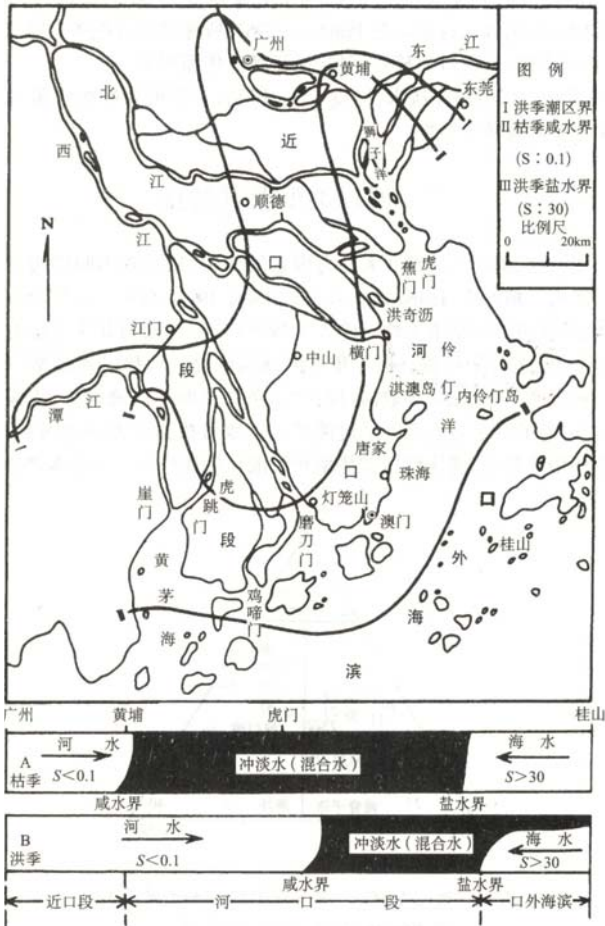 广州
东 江
黄埔
东莞
图 例
I 洪季潮区界
II 枯季咸水界
(S：0.1)
III 洪季盐水界
(S：30)
比例尺
0 20km
北 江
西 江
近
狮子洋
N
顺德
口
虎门
蕉门
洪奇沥
江门
中山
横门
河
伶仃洋
淇澳岛
内伶仃岛
段
潭 江
I
I
II
II
唐家
口
珠海
灯笼山
澳门
崖门
虎跳门
段
磨刀门
鸡啼门
黄茅海
III
III
口
外
海
滨
桂山
广州 黄埔 虎门 桂山
A
枯季
河 水
S<0.1
冲淡水（混合水）
海 水
S>30
咸水界 盐水界
B
洪季
河 水
S<0.1
冲淡水（混合水）
海 水
S>30
咸水界 盐水界
近口段 河 口 段 口外海滨